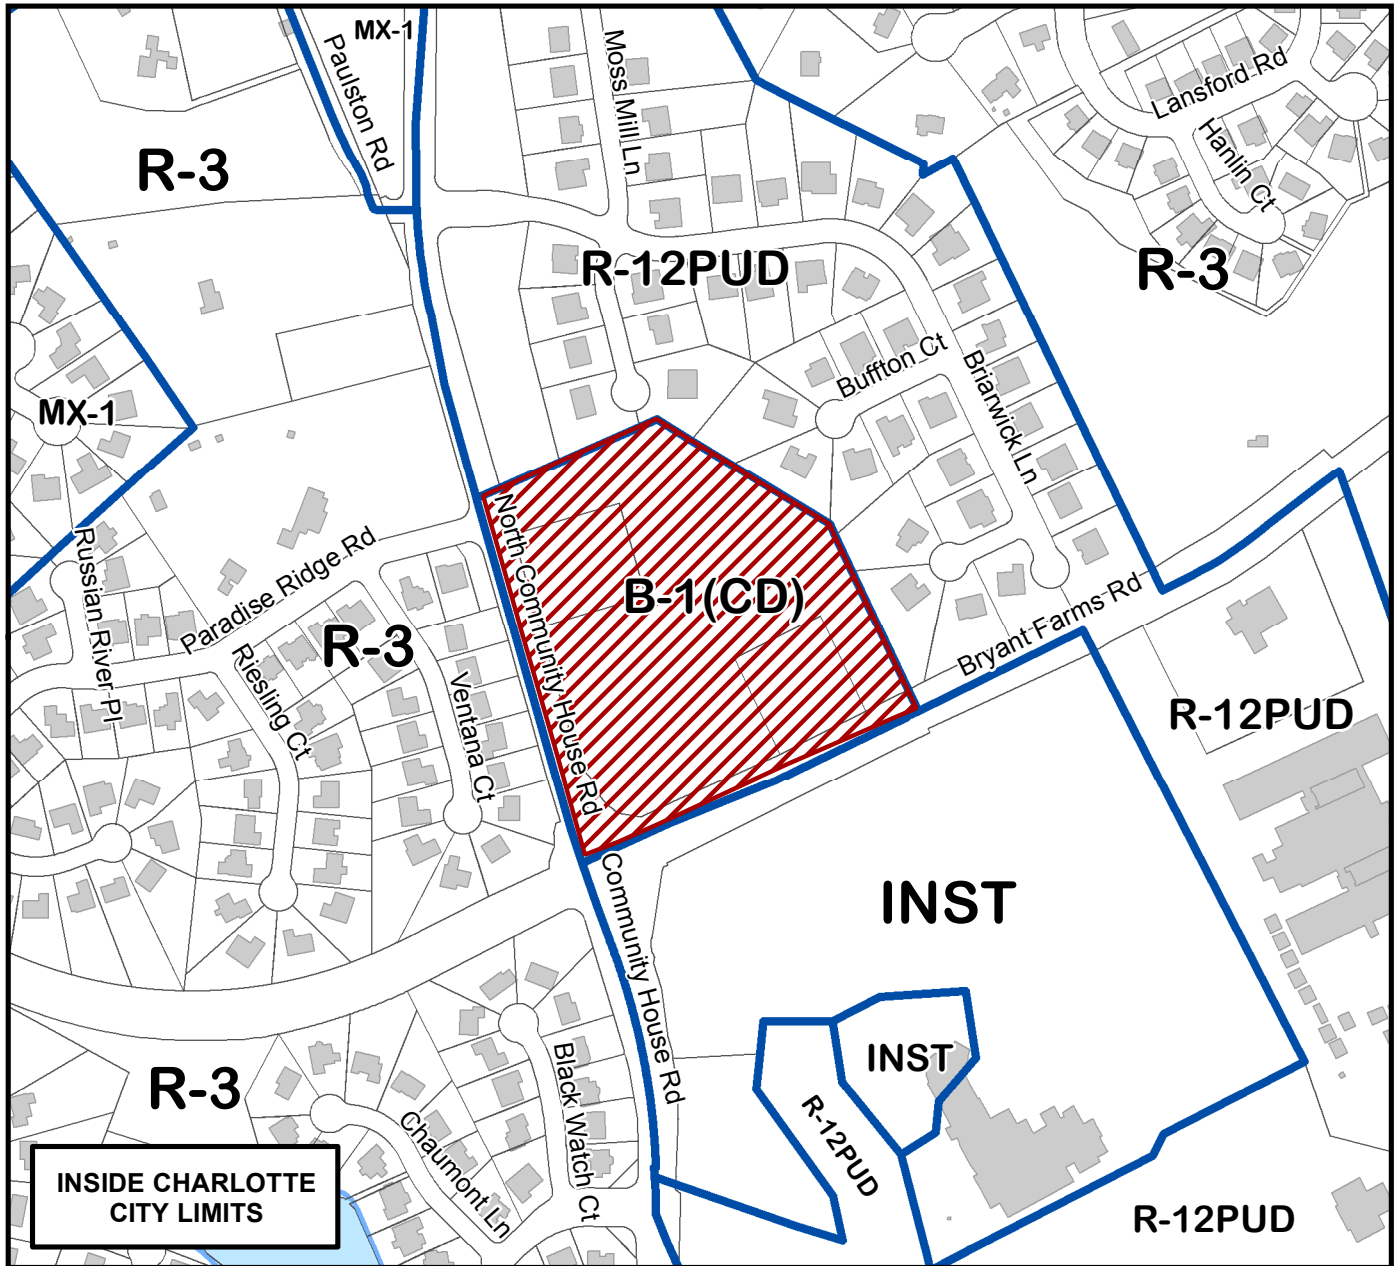 MX-1
Paulston Rd
Moss Mill Ln
Lansford Rd
Hanlin Ct
R-3
R-12PUD
R-3
Buffton Ct
Briarwick Ln
MX-1
North Community House Rd
B-1(CD)
Russian River Pl
Paradise Ridge Rd
R-3
Riesling Ct
Ventana Ct
Bryant Farms Rd
R-12PUD
INST
Community House Rd
INST
R-3
Black Watch Ct
Chaumont Ln
R-12PUD
R-12PUD
INSIDE CHARLOTTE
CITY LIMITS